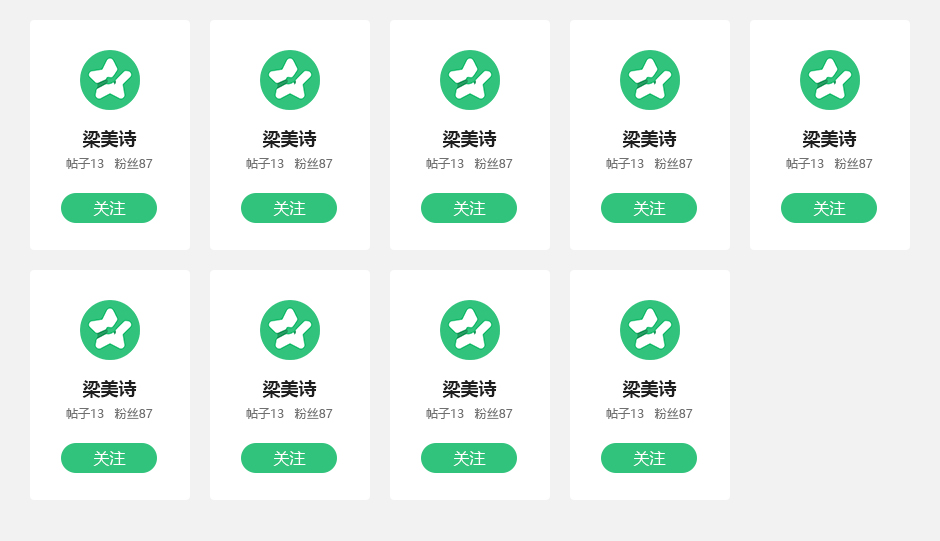 梁美诗 梁美诗 梁美诗 梁美诗 梁美诗
帖子13 粉丝87 帖子13 粉丝87 帖子13 粉丝87 帖子13 粉丝87 帖子13 粉丝87
关注 关注 关注 关注 关注
梁美诗 梁美诗 梁美诗 梁美诗
帖子13 粉丝87 帖子13 粉丝87 帖子13 粉丝87 帖子13 粉丝87
关注 关注 关注 关注